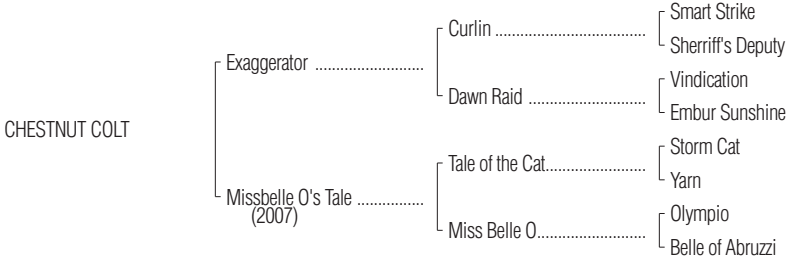 Smart Strike
Curlin ..................................
Sherriff's Deputy
Exaggerator .........................
Vindication
Dawn Raid ...........................
Embur Sunshine
CHESTNUT COLT
Storm Cat
Tale of the Cat.......................
Yarn
Missbelle O's Tale ................
(2007)
Olympio
Miss Belle O.........................
Belle of Abruzzi